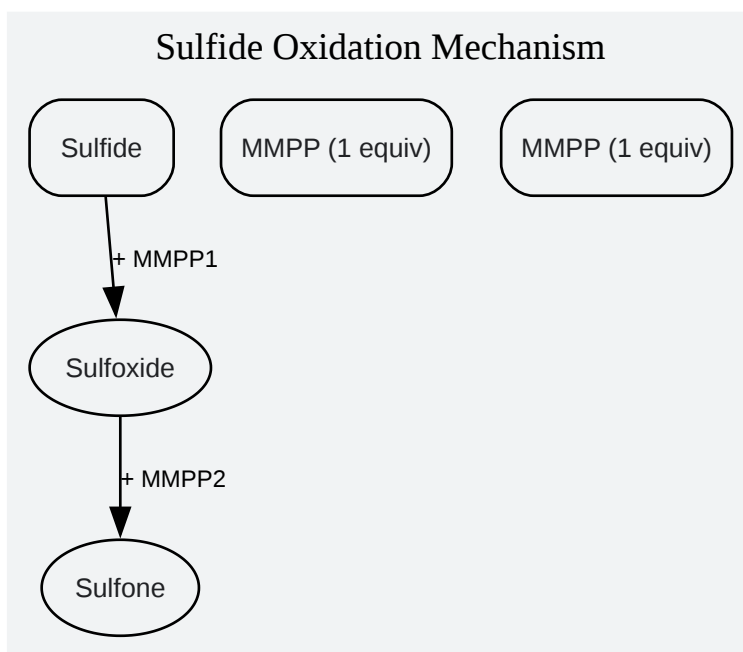 Sulfide Oxidation Mechanism
Sulfide
MMPP (1 equiv)
MMPP (1 equiv)
+ MMPP1
Sulfoxide
+ MMPP2
Sulfone